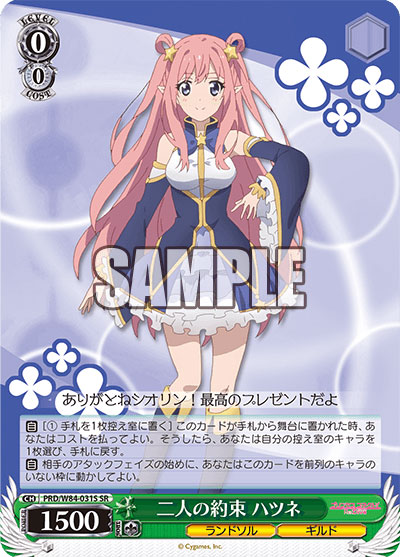 LEVEL
0
0
COST
SAMPLE
ありがとねシオリン！最高のプレゼントだよ
自【① 手札を1枚控え室に置く】このカードが手札から舞台に置かれた時、あ
なたはコストを払ってよい。そうしたら、あなたは自分の控え室のキャラを
1枚選び、手札に戻す。
自 相手のアタックフェイズの始めに、あなたはこのカードを前列のキャラの
いない枠に動かしてよい。
CH PRD/W84-031S SR
1500
二人の約束 ハツネ
ランドソル
ギルド
© Cygames, Inc.